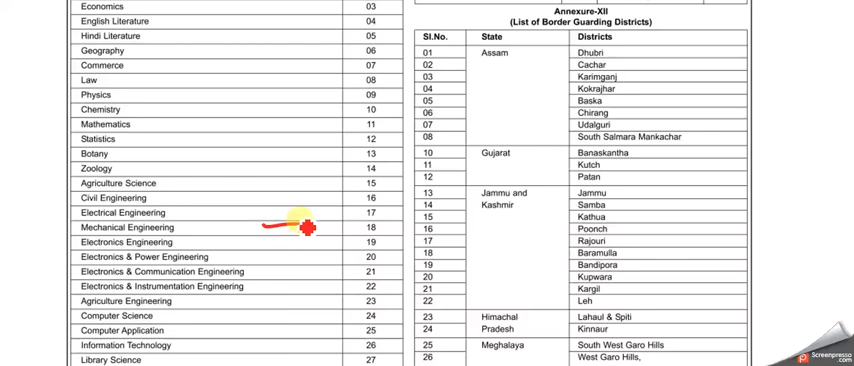 Economics 03
English Literature 04
Hindi Literature 05
Geography 06
Commerce 07
Law 08
Physics 09
Chemistry 10
Mathematics 11
Statistics 12
Botany 13
Zoology 14
Agriculture Science 15
Civil Engineering 16
Electrical Engineering 17
Mechanical Engineering 18
Electronics Engineering 19
Electronics & Power Engineering 20
Electronics & Communication Engineering 21
Electronics & Instrumentation Engineering 22
Agriculture Engineering 23
Computer Science 24
Computer Application 25
Information Technology 26
Library Science 27
Annexure-XII
(List of Border Guarding Districts)
Sl.No. State Districts
01 Assam Dhubri
02 Cachar
03 Karimganj
04 Kokrajhar
05 Baska
06 Chirang
07 Udalguri
08 South Salmara Mankachar
10 Gujarat Banaskantha
11 Kutch
12 Patan
13 Jammu and Jammu
14 Kashmir Samba
15 Kathua
16 Poonch
17 Rajouri
18 Baramulla
19 Bandipora
20 Kupwara
21 Kargil
22 Leh
23 Himachal Lahaul & Spiti
24 Pradesh Kinnaur
25 Meghalaya South West Garo Hills
26 West Garo Hills,
Screenpresso
.com